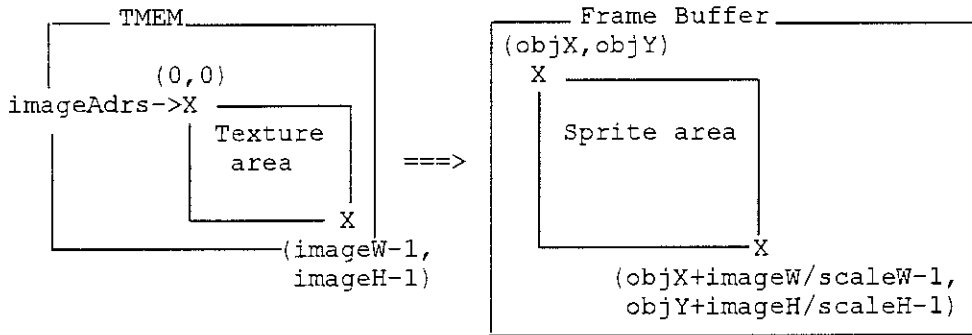 TMEM
(0,0)
imageAdrs->X
Texture
area
X
(imageW-1,
imageH-1)
===>
Frame Buffer
(objX,objY)
X
Sprite area
X
(objX+imageW/scaleW-1,
objY+imageH/scaleH-1)